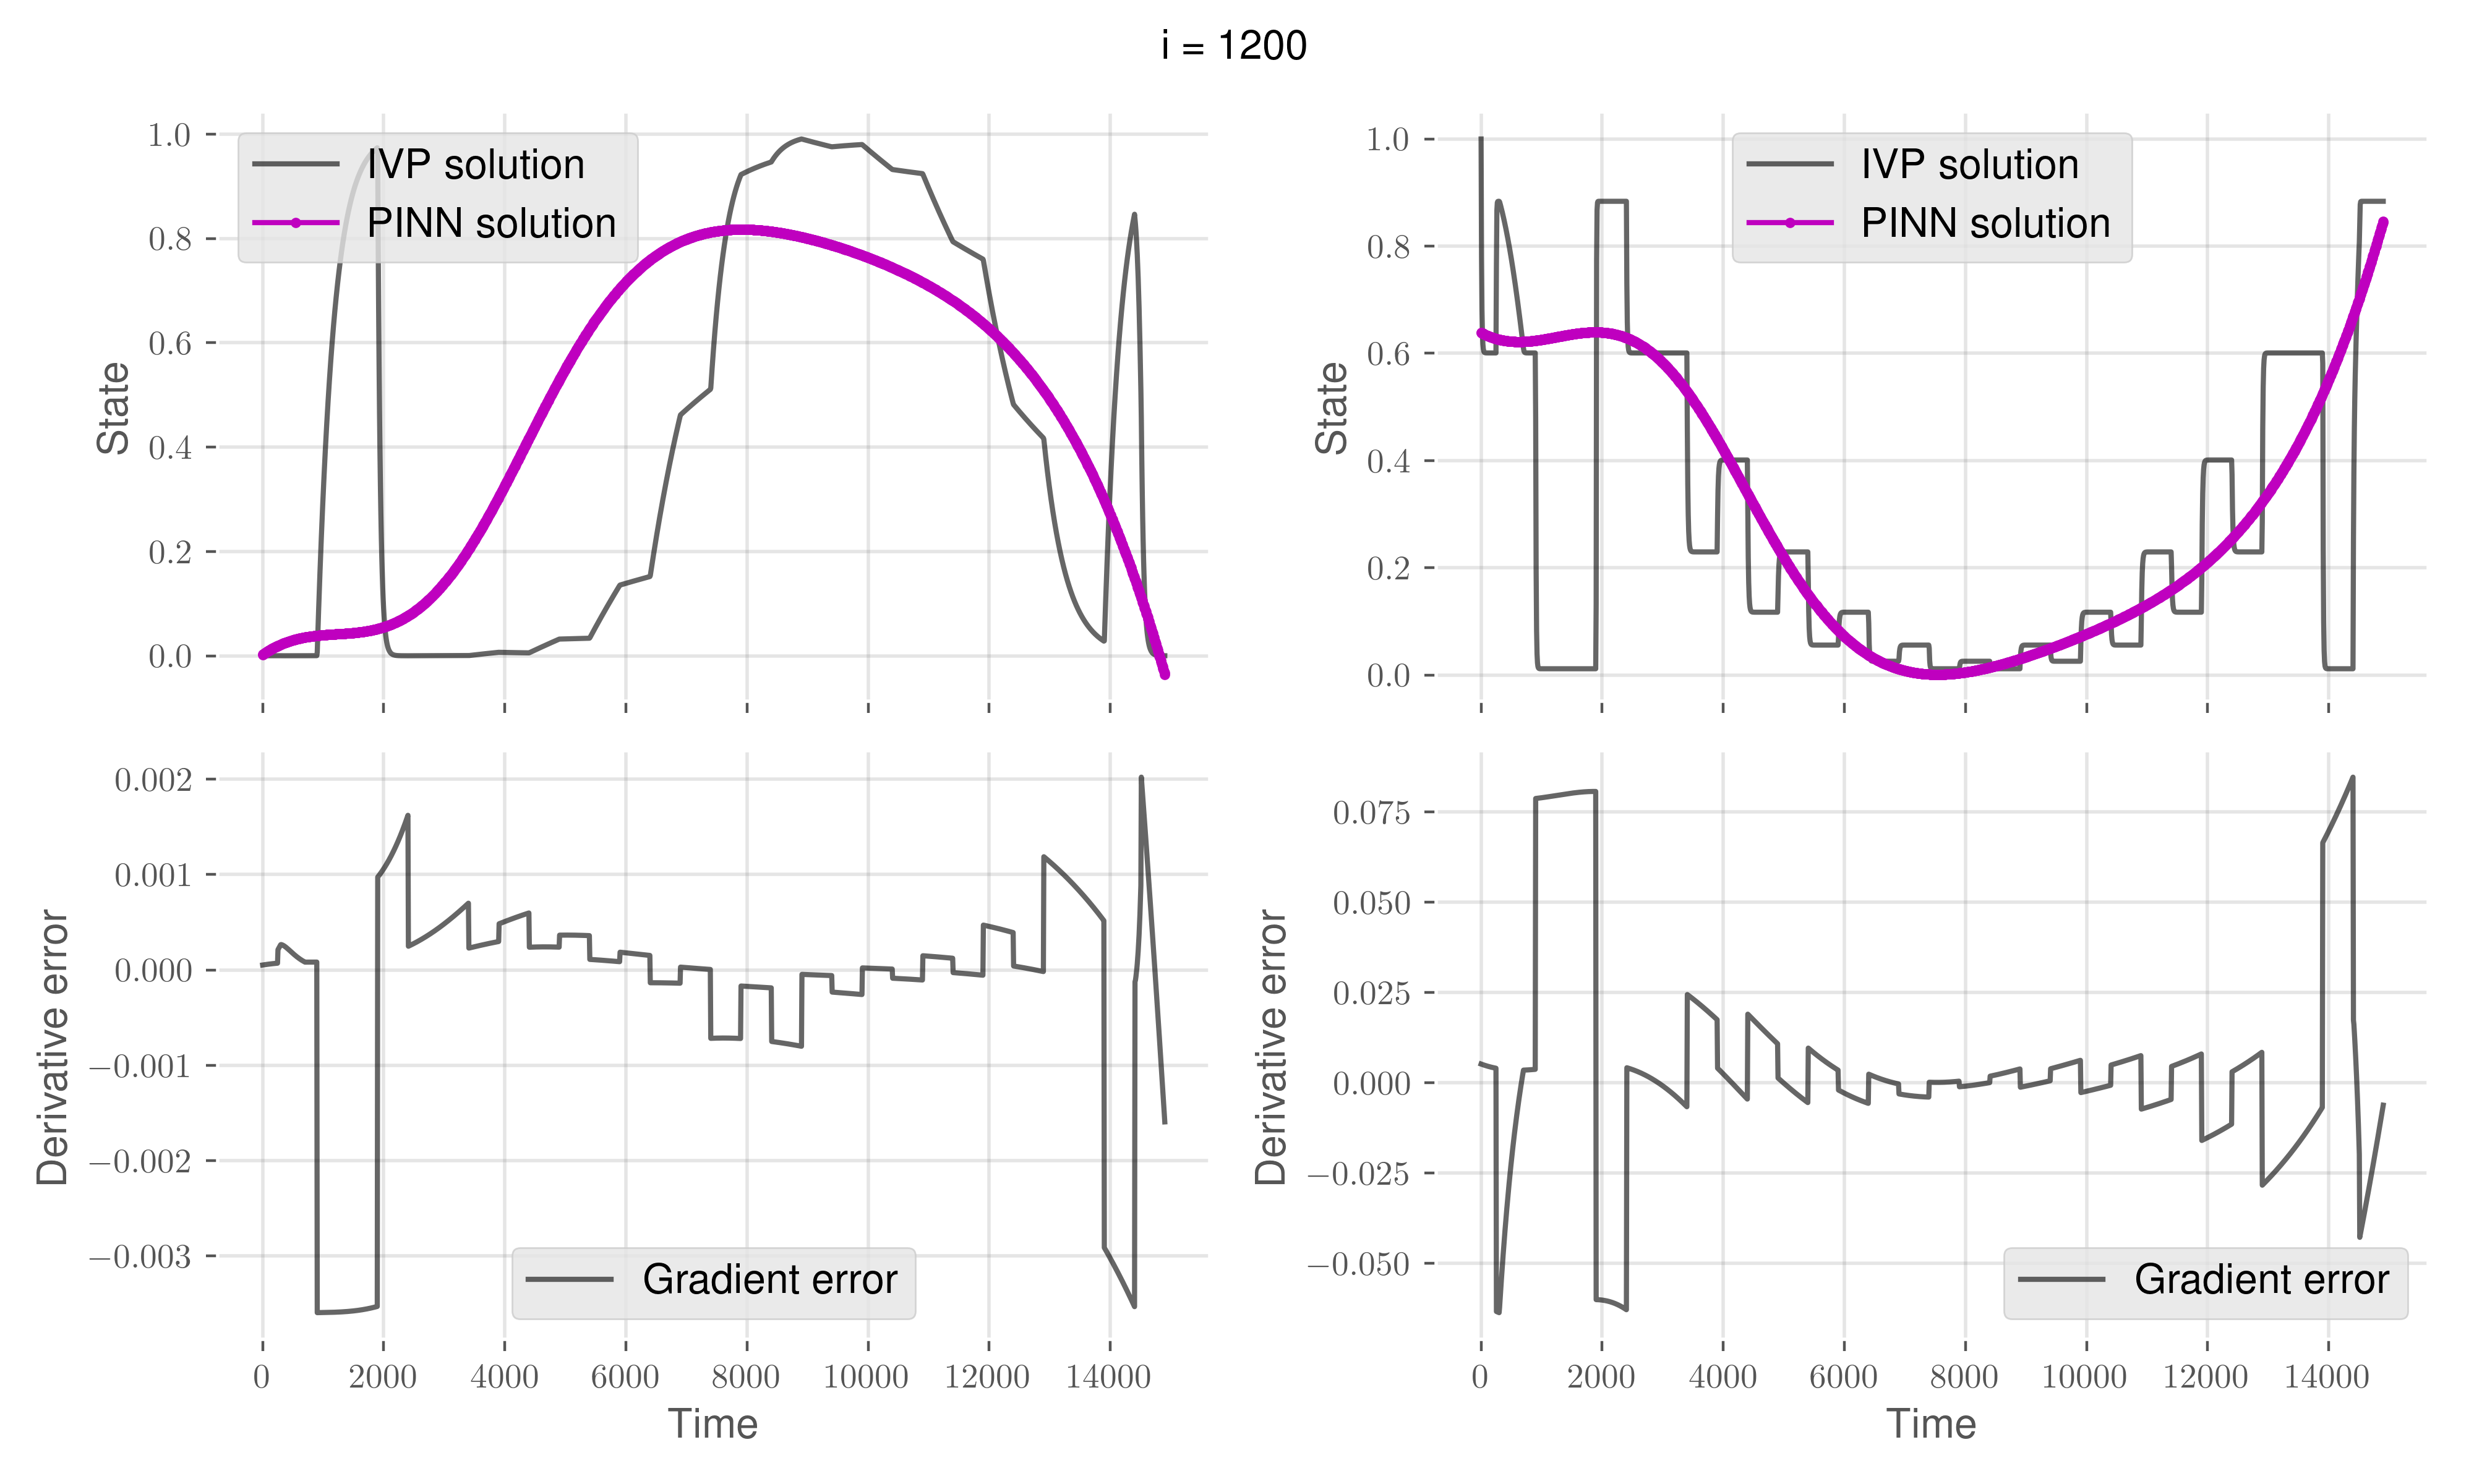 i = 1200
IVP solution
PINN solution
1.0
0.8
0.6
0.4
0.2
0.0
State
IVP solution
PINN solution
1.0
0.8
0.6
0.4
0.2
0.0
State
0.002
0.001
0.000
−0.001
−0.002
−0.003
Derivative error
Gradient error
0 2000 4000 6000 8000 10000 12000 14000
Time
0.075
0.050
0.025
0.000
−0.025
−0.050
Derivative error
Gradient error
0 2000 4000 6000 8000 10000 12000 14000
Time